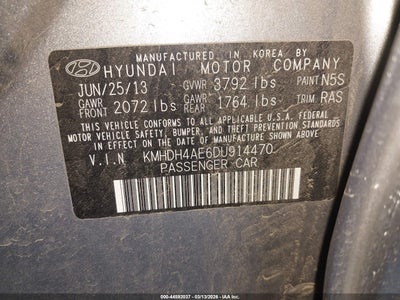 MANUFACTURED IN KOREA BY
HYUNDAI MOTOR COMPANY
JUN/25/13 GVWR 3792 lbs PAINT N5S
GAWR FRONT 2072 lbs GAWR REAR 1764 lbs TRIM RAS
THIS VEHICLE CONFORMS TO ALL APPLICABLE U.S. FEDERAL
MOTOR VEHICLE SAFETY, BUMPER, AND THEFT PREVENTION
STANDARDS IN EFFECT ON THE DATE OF MANUFACTURE SHOWN ABOVE.
V.I.N KMHDH4AE6DU914470
PASSENGER CAR
000-44592037 - 03/13/2026 - IAA Inc.